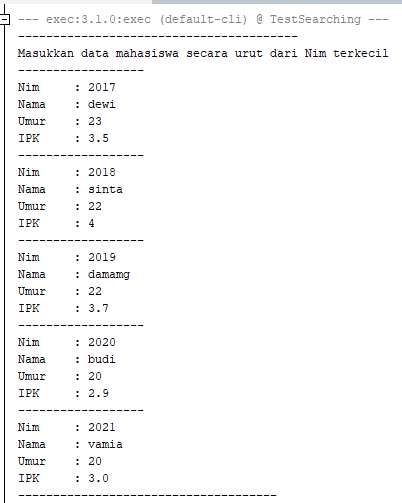 --- exec:3.1.0:exec (default-cli) @ TestSearching ---
----------------------------------------
Masukkan data mahasiswa secara urut dari Nim terkecil
------------------
Nim     : 2017
Nama    : dewi
Umur    : 23
IPK     : 3.5
------------------
Nim     : 2018
Nama    : sinta
Umur    : 22
IPK     : 4
------------------
Nim     : 2019
Nama    : damamg
Umur    : 22
IPK     : 3.7
------------------
Nim     : 2020
Nama    : budi
Umur    : 20
IPK     : 2.9
------------------
Nim     : 2021
Nama    : vamia
Umur    : 20
IPK     : 3.0
-------------------------------------